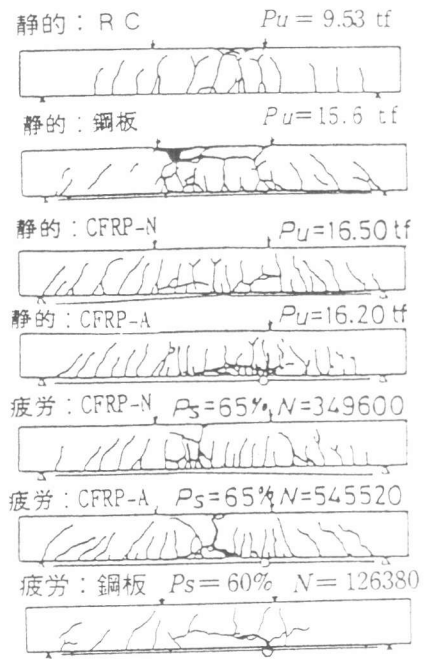 静的：ＲＣ Pu = 9.53 tf
静的：鋼板 Pu=15.6 tf
静的：CFRP-N Pu=16.50 tf
静的：CFRP-A Pu=16.20 tf
疲労：CFRP-N Ps=65% N=349600
疲労：CFRP-A Ps=65% N=545520
疲労：鋼板 Ps= 60% N= 126380